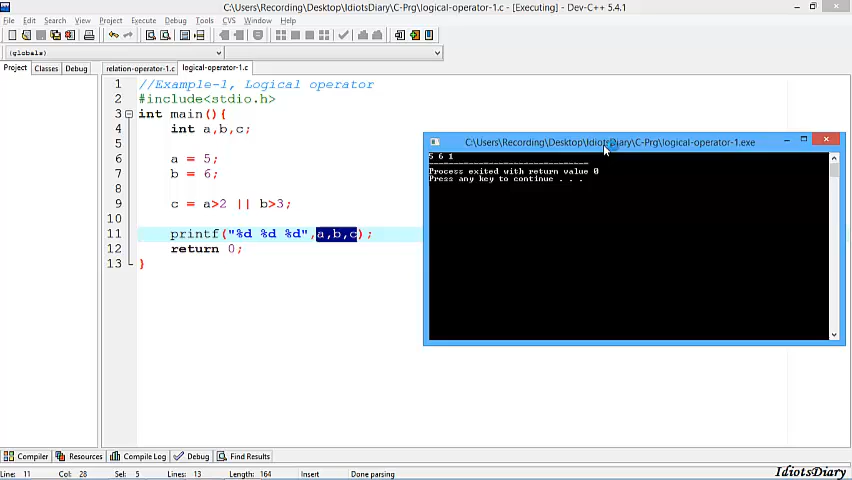 C:\Users\Recording\Desktop\IdiotsDiary\C-Prg\logical-operator-1.c - [Executing] - Dev-C++ 5.4.1
File Edit Search View Project Execute Debug Tools CVS Window Help
(globals)
Project Classes Debug
relation-operator-1.c logical-operator-1.c
1 //Example-1, Logical operator
2 #include<stdio.h>
3 int main(){
4 int a,b,c;
5
6 a = 5;
7 b = 6;
8
9 c = a>2 || b>3;
10
11 printf("%d %d %d",a,b,c);
12 return 0;
13 }
C:\Users\Recording\Desktop\IdiotsDiary\C-Prg\logical-operator-1.exe
5 6 1
--------------------------------
Process exited with return value 0
Press any key to continue . . .
Compiler Resources Compile Log Debug Find Results
Line: 11 Col: 28 Sel: 5 Lines: 13 Length: 164 Insert Done parsing
IdiotsDiary